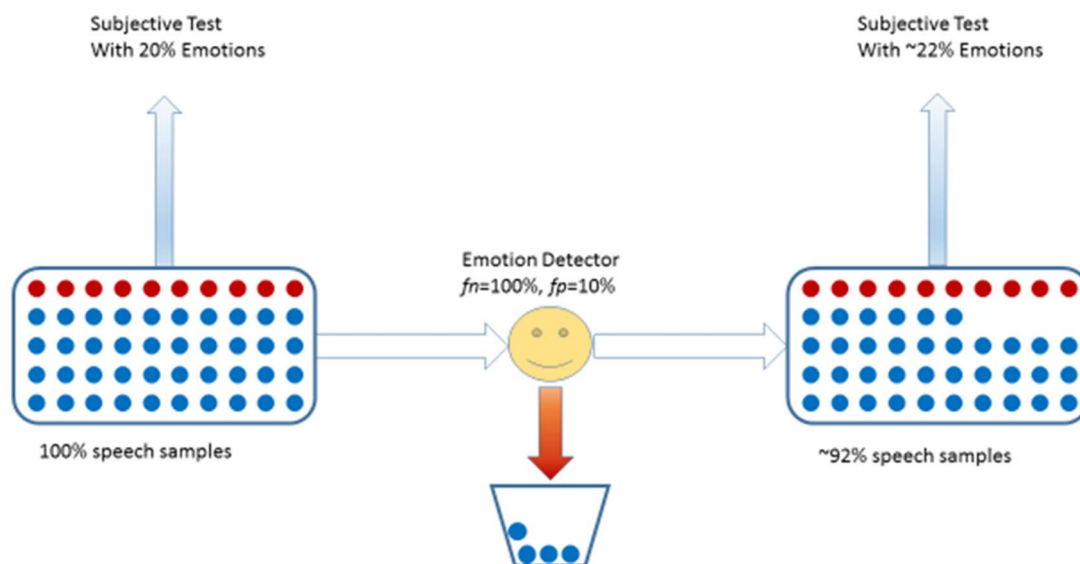 Subjective Test
With 20% Emotions
Subjective Test
With ~22% Emotions
Emotion Detector
fn=100%, fp=10%
100% speech samples
~92% speech samples